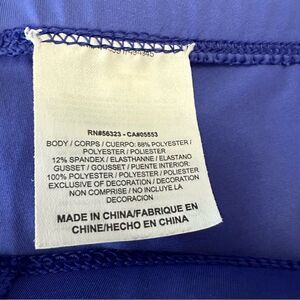 RN#56323 - CA#05553
BODY / CORPS / CUERPO: 88% POLYESTER /
POLYESTER / POLIESTER
12% SPANDEX / ELASTHANNE / ELASTANO
GUSSET / GOUSSET / PUENTE INTERIOR:
100% POLYESTER / POLYESTER / POLIESTER
EXCLUSIVE OF DECORATION / DECORATION
NON COMPRISE / NO INCLUYE LA
DECORACION
MADE IN CHINA/FABRIQUE EN
CHINE/HECHO EN CHINA